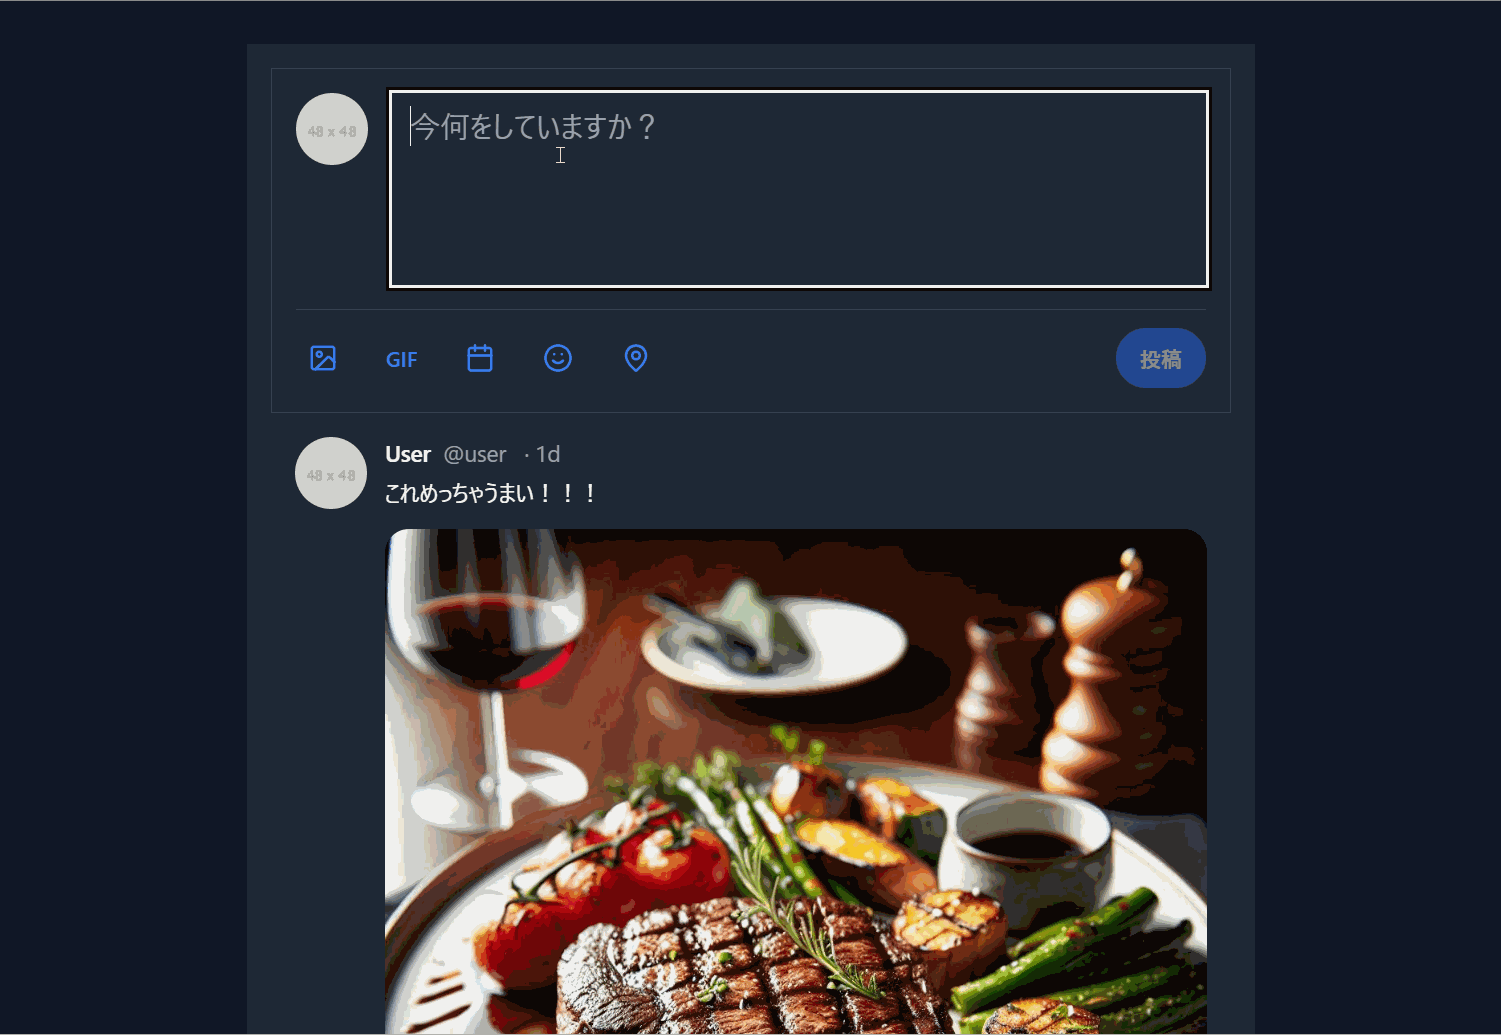 48 x 48
今何をしていますか？
GIF
投稿
48 x 48
User @user · 1d
これめっちゃうまい！！！